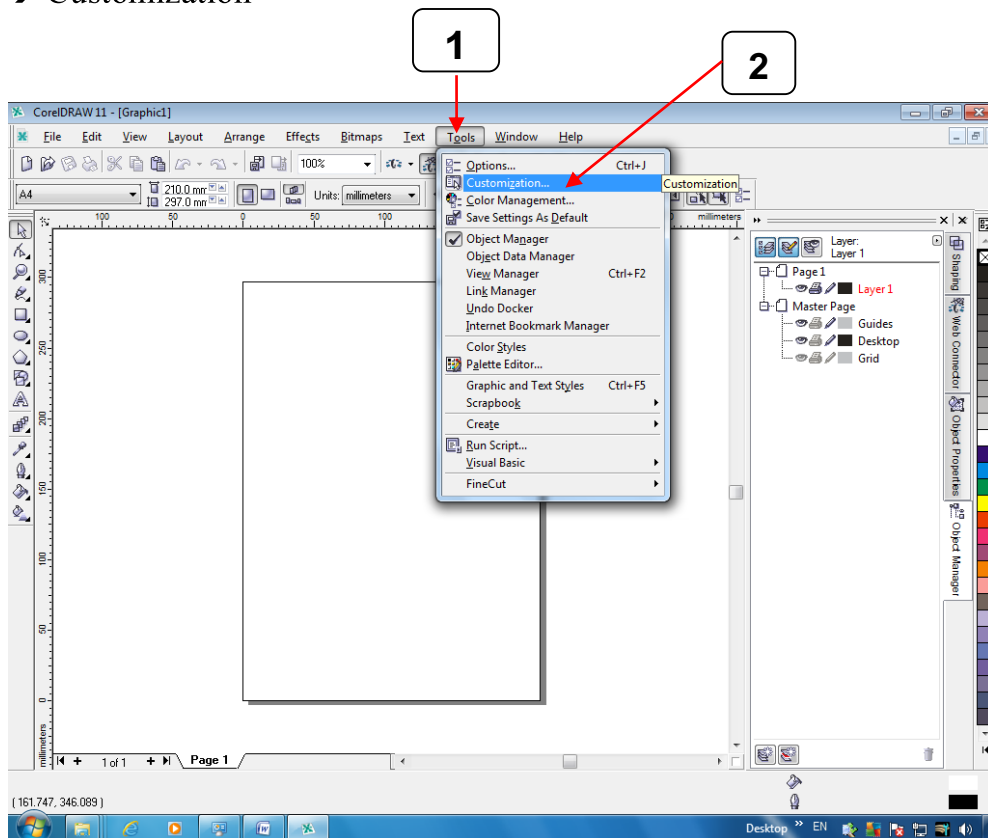 Customization
1
2
CorelDRAW 11 - [Graphic1]
File Edit View Layout Arrange Effects Bitmaps Text Tools Window Help
100%
A4
210.0 mm
297.0 mm
Units: millimeters
Options... Ctrl+J
Customization...
Customization
Color Management...
Save Settings As Default
Object Manager
Object Data Manager
View Manager Ctrl+F2
Link Manager
Undo Docker
Internet Bookmark Manager
Color Styles
Palette Editor...
Graphic and Text Styles Ctrl+F5
Scrapbook
Create
Run Script...
Visual Basic
FineCut
100 50 0 50 100 millimeters
300
250
200
150
100
50
0
millimeters
Layer:
Layer 1
Page 1
Layer 1
Master Page
Guides
Desktop
Grid
Shaping
Web Connector
Object Properties
Object Manager
1 of 1 Page 1
( 161.747, 346.089 )
Desktop » EN